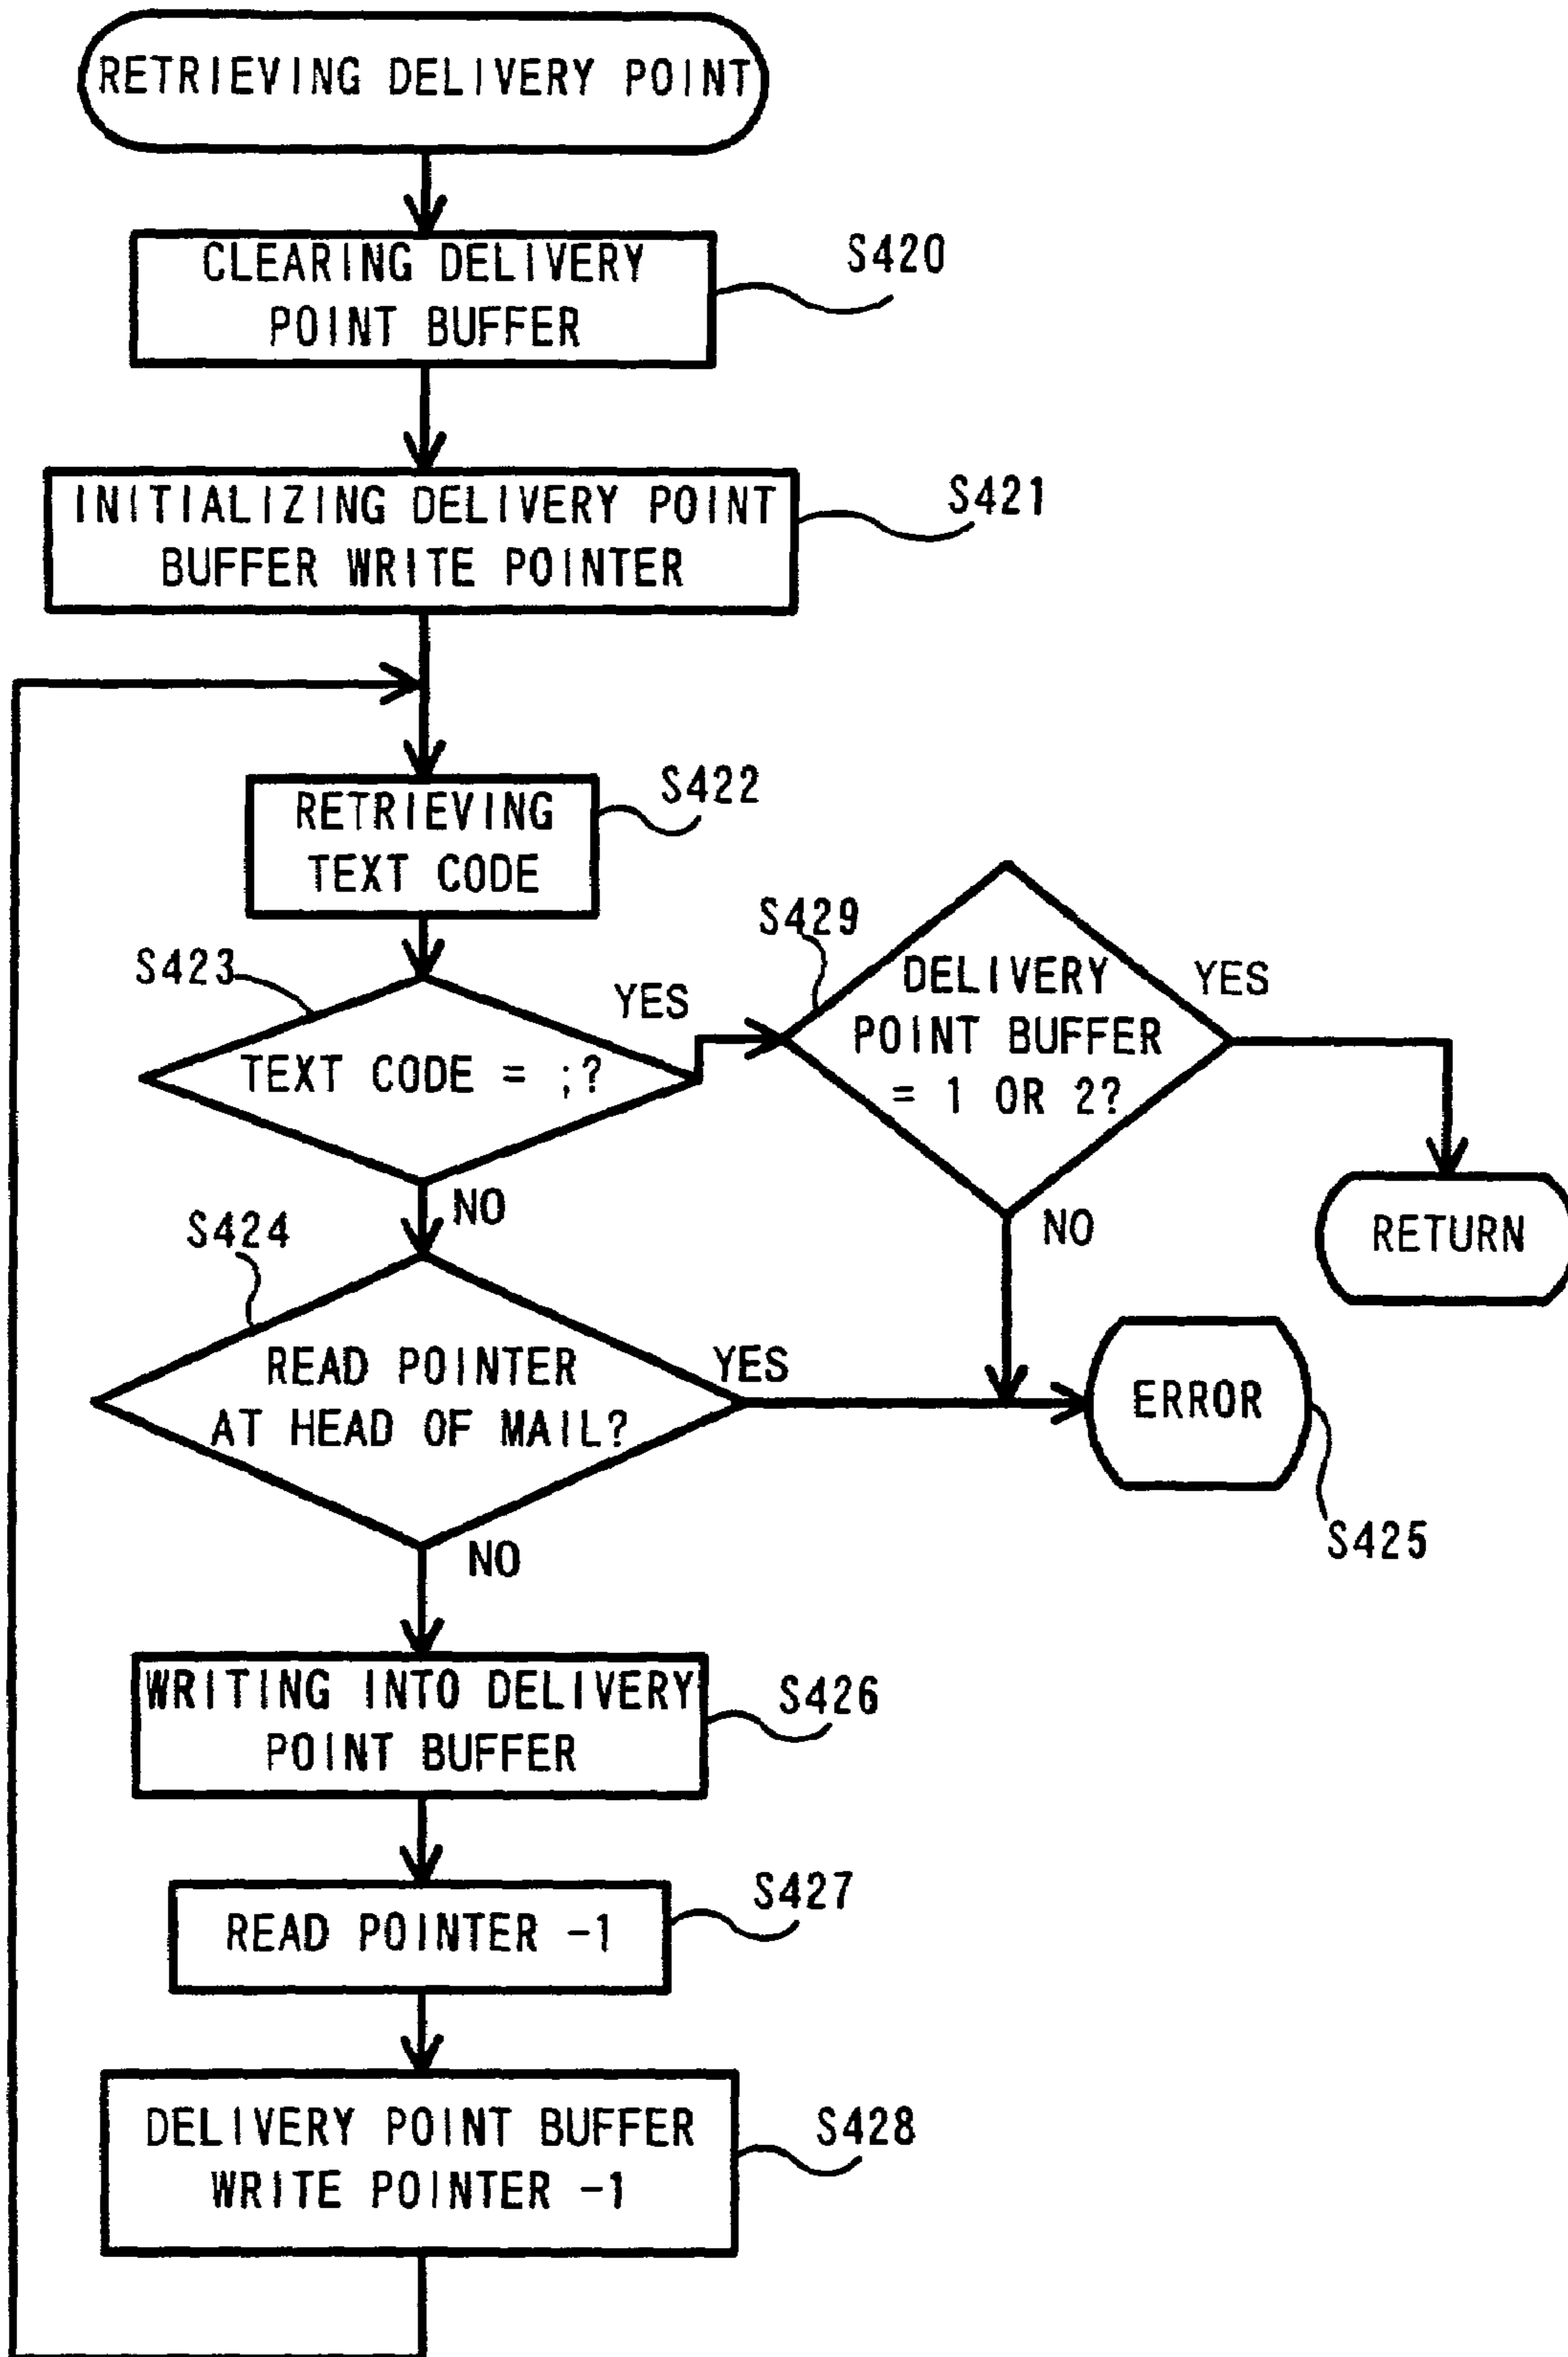 RETRIEVING DELIVERY POINT
CLEARING DELIVERY
POINT BUFFER
S420
INITIALIZING DELIVERY POINT
BUFFER WRITE POINTER
S421
RETRIEVING
TEXT CODE
S422
S423
TEXT CODE = ;?
YES
NO
S429
DELIVERY
POINT BUFFER
= 1 OR 2?
YES
NO
RETURN
S424
READ POINTER
AT HEAD OF MAIL?
YES
NO
ERROR
S425
WRITING INTO DELIVERY
POINT BUFFER
S426
READ POINTER -1
S427
DELIVERY POINT BUFFER
WRITE POINTER -1
S428